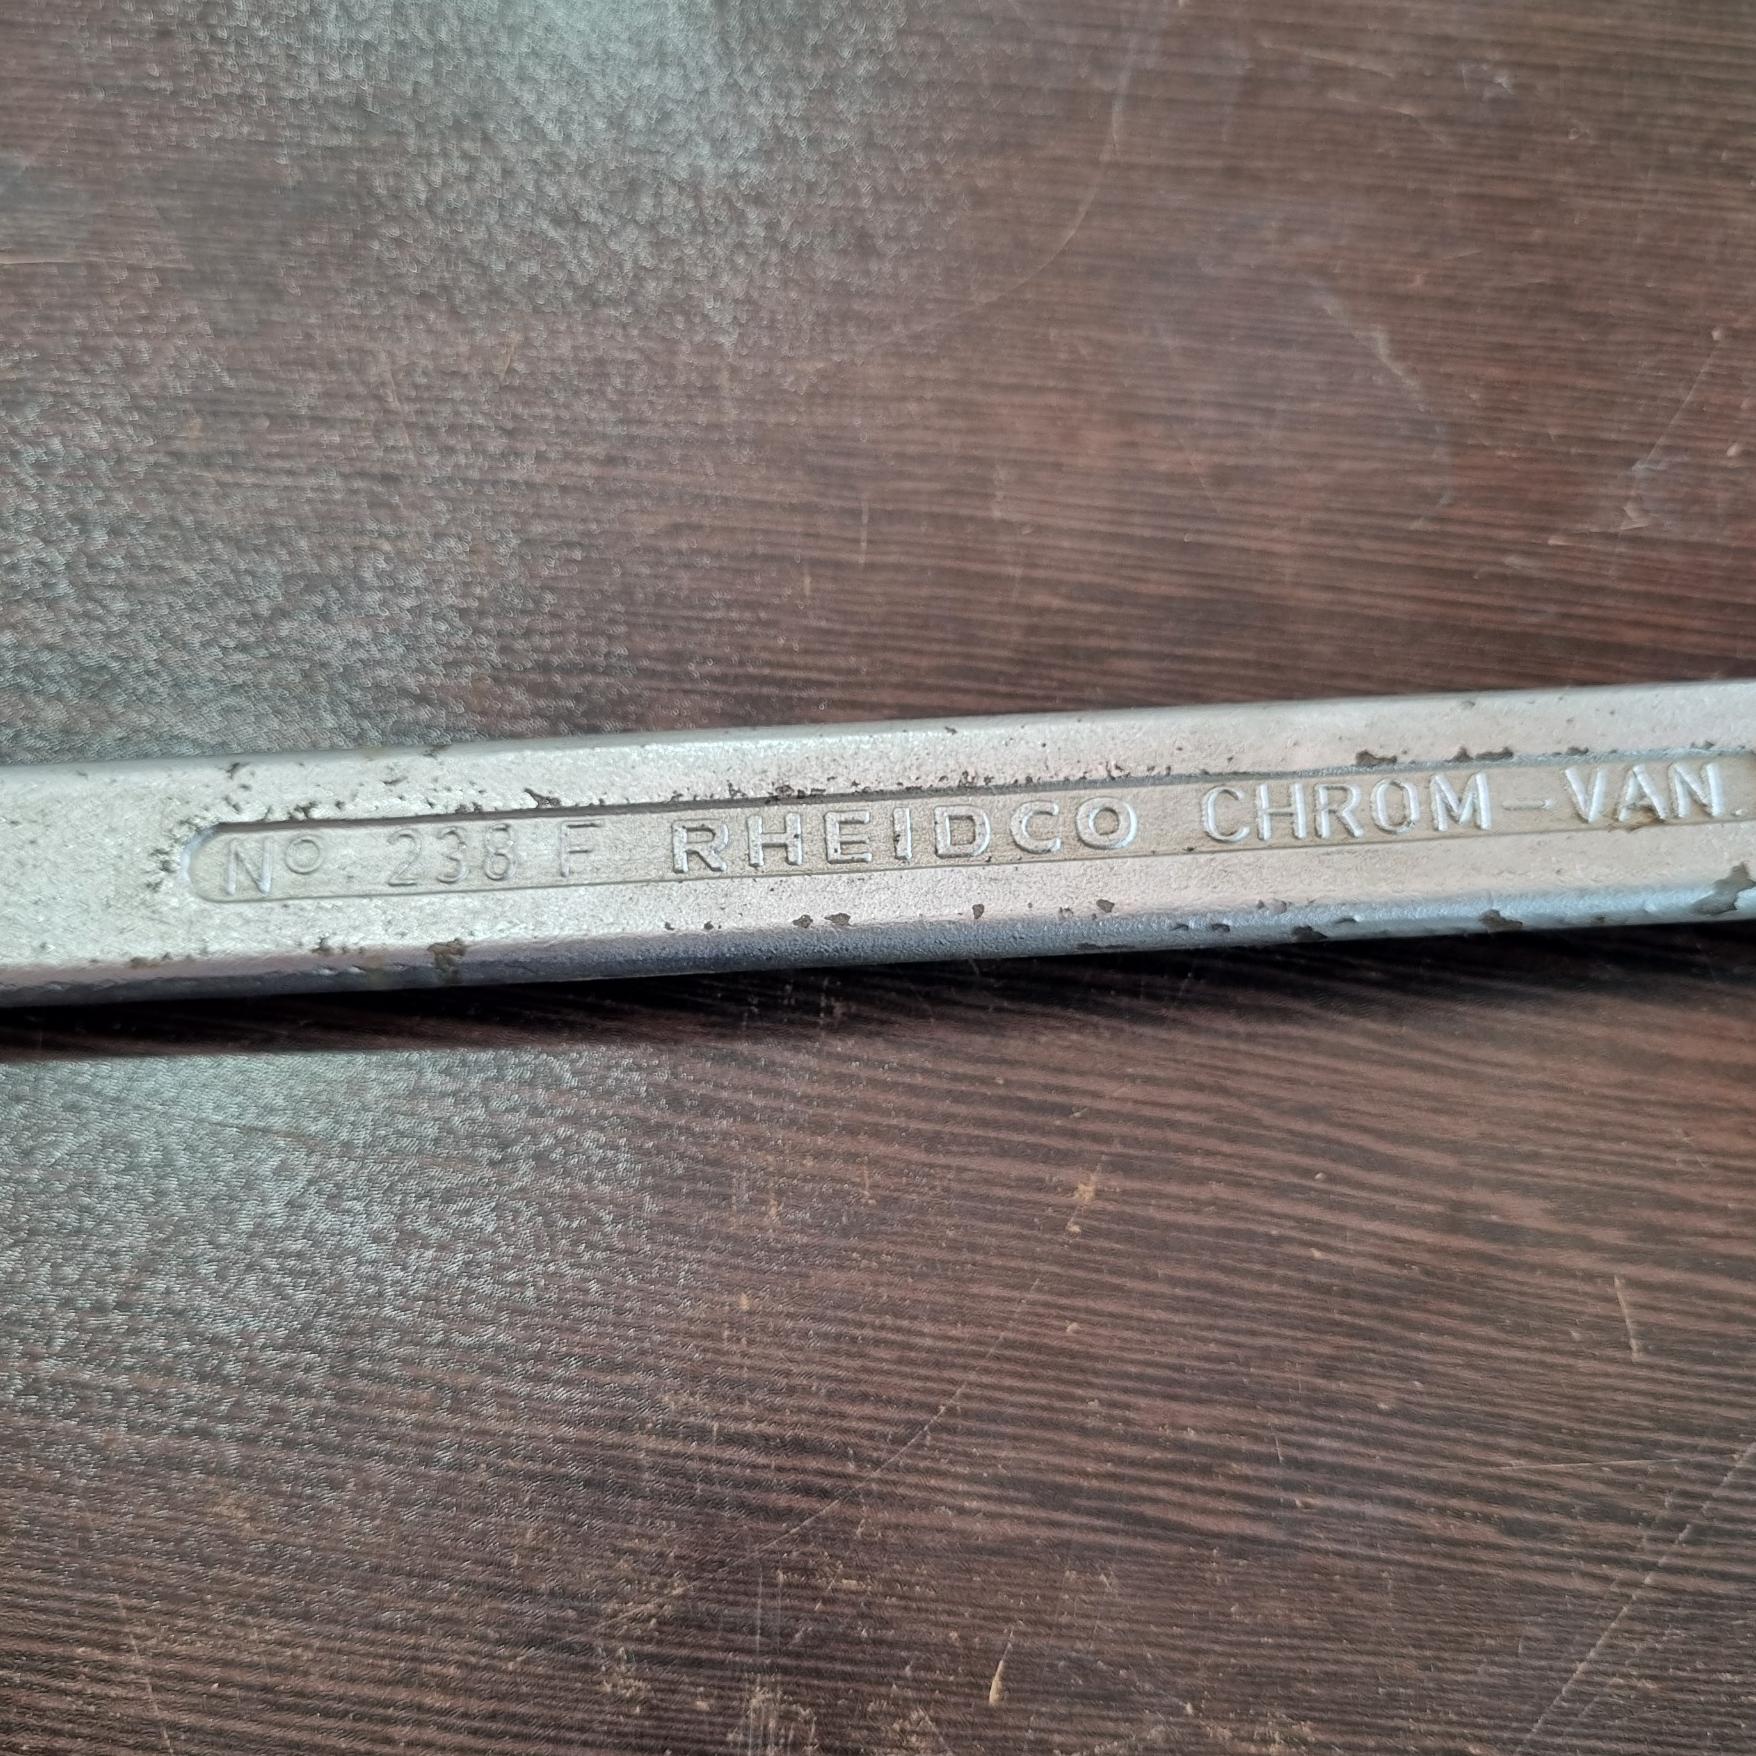 Nº. 238 F RHEIDCO CHROM-VAN.